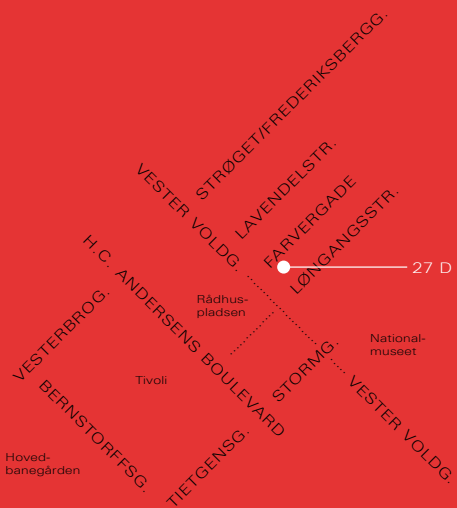 STRØGET/FREDERIKSBERGG.
LAVENDELSTR.
VESTER VOLDG.
FARVERGADE
LØNGANGSSTR.
27 D
H.C. ANDERSENS BOULEVARD
Rådhus-
pladsen
VESTERBROG.
National-
museet
STORMG.
Tivoli
BERNSTORFFSG.
VESTER VOLDG.
TIETGENSG.
Hoved-
banegården